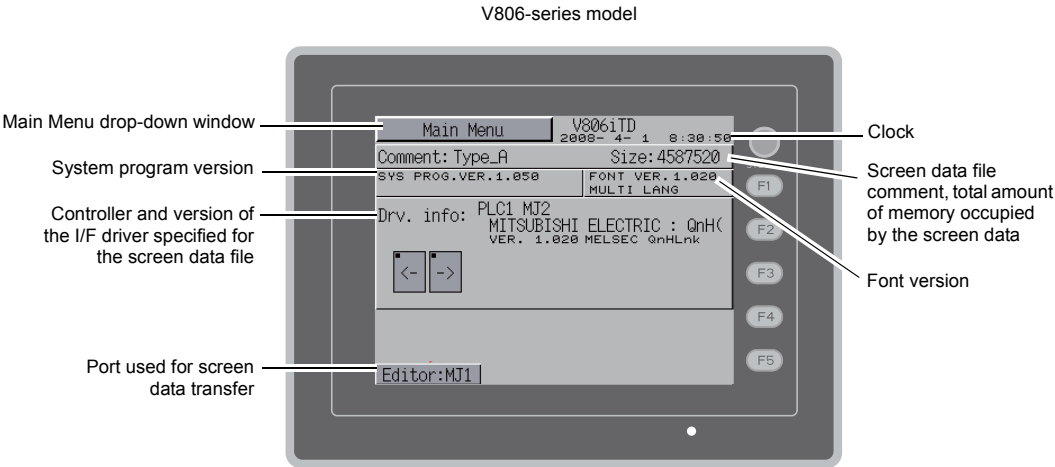 V806-series model
Main Menu drop-down window
System program version
Controller and version of
the I/F driver specified for
the screen data file
Port used for screen
data transfer
Main Menu
V806iTD
2008- 4- 1 8:30:50
Comment: Type_A
Size:4587520
SYS PROG.VER.1.050
FONT VER.1.020
MULTI LANG
Drv. info:
PLC1 MJ2
MITSUBISHI ELECTRIC : QnH(
VER. 1.020 MELSEC QnHLnk
<-
->
Editor:MJ1
F1
F2
F3
F4
F5
Clock
Screen data file
comment, total amount
of memory occupied
by the screen data
Font version